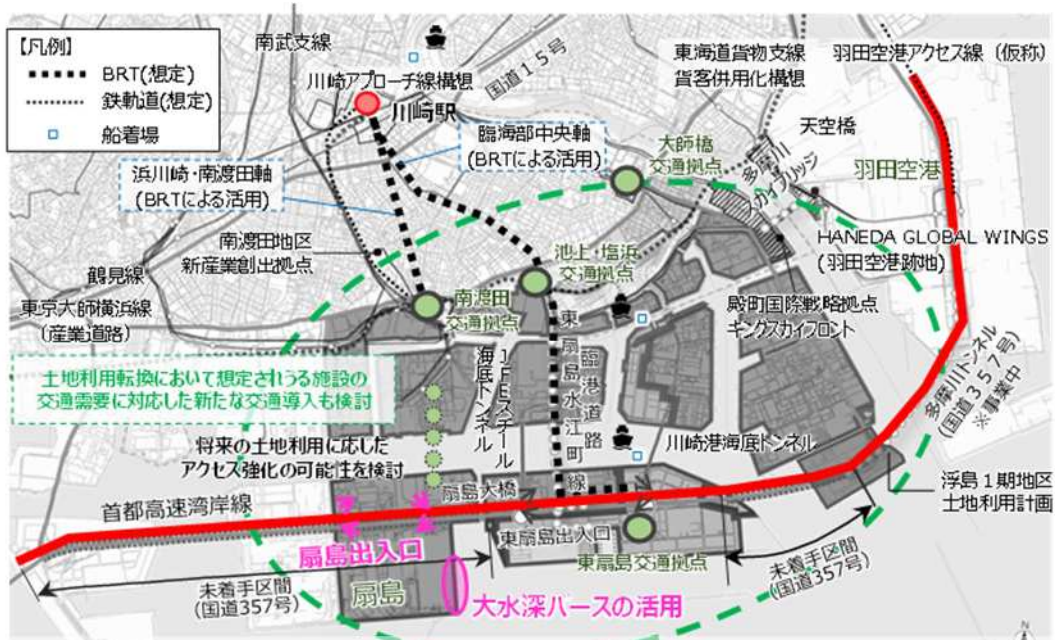 【凡例】
BRT(想定)
鉄軌道(想定)
船着場
南武支線
川崎アプローチ線構想
川崎駅
国道15号
東海道貨物支線
貨客併用化構想
羽田空港アクセス線（仮称）
臨海部中央軸
(BRTによる活用)
大師橋
交通拠点
天空橋
多摩川
スカイブリッジ
羽田空港
浜川崎・南渡田軸
(BRTによる活用)
南渡田地区
新産業創出拠点
池上・塩浜
交通拠点
HANEDA GLOBAL WINGS
(羽田空港跡地)
鶴見線
東京大師横浜線
（産業道路）
南渡田
交通拠点
殿町国際戦略拠点
キングスカイフロント
土地利用転換において想定されうる施設の
交通需要に対応した新たな交通導入も検討
JFEスチール
海底トンネル
東扇島水江町線
臨港道路
多摩川トンネル
(国道357号)
※事業中
将来の土地利用に応じた
アクセス強化の可能性を検討
川崎港海底トンネル
首都高速湾岸線
扇島大橋
浮島１期地区
土地利用計画
扇島出入口
東扇島出入口
東扇島交通拠点
未着手区間
(国道357号)
扇島
大水深バースの活用
未着手区間
(国道357号)
N